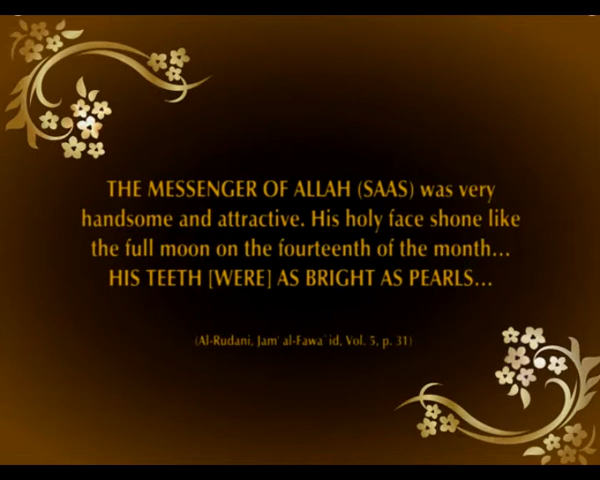 THE MESSENGER OF ALLAH (SAAS) was very
handsome and attractive. His holy face shone like
the full moon on the fourteenth of the month...
HIS TEETH [WERE] AS BRIGHT AS PEARLS...
(Al-Rudani, Jam' al-Fawa`id, Vol. 5, p. 31)